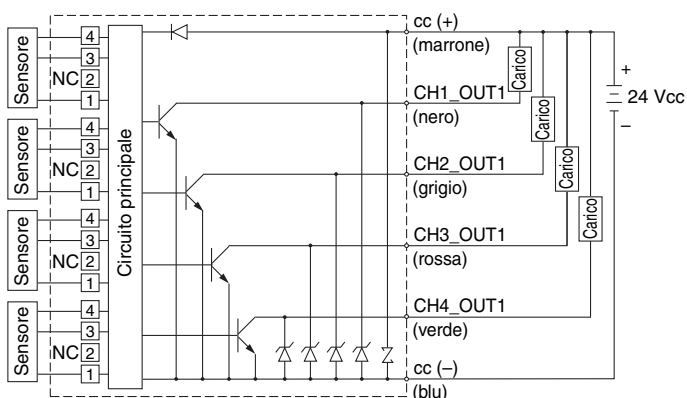 Sensore
4
3
NC 2
1
Sensore
4
3
NC 2
1
Sensore
4
3
NC 2
1
Sensore
4
3
NC 2
1
Circuito principale
cc (+)
(marrone)
CH1_OUT1
(nero)
CH2_OUT1
(grigio)
CH3_OUT1
(rossa)
CH4_OUT1
(verde)
cc (–)
(blu)
Carico
Carico
Carico
Carico
+
24 Vcc
–